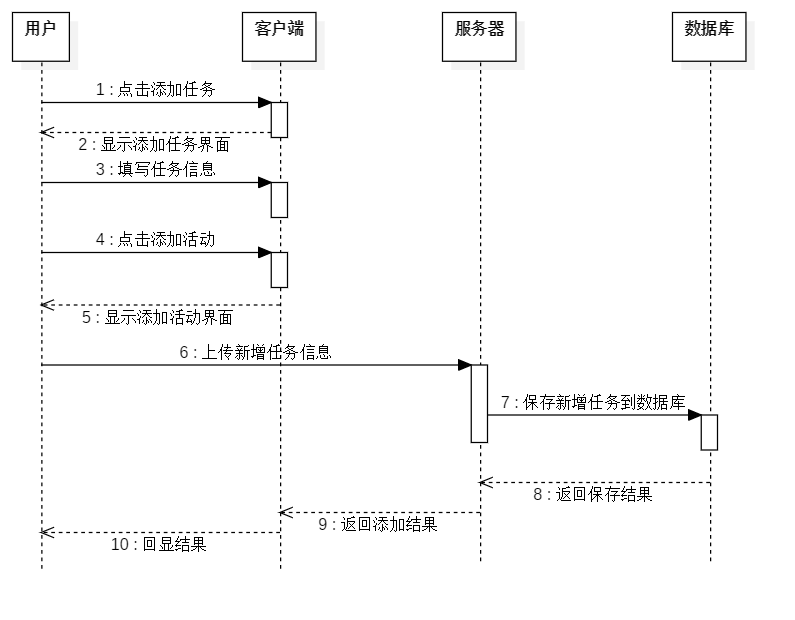 用户
客户端
服务器
数据库
1 : 点击添加任务
2 : 显示添加任务界面
3 : 填写任务信息
4 : 点击添加活动
5 : 显示添加活动界面
6 : 上传新增任务信息
7 : 保存新增任务到数据库
8 : 返回保存结果
9 : 返回添加结果
10 : 回显结果